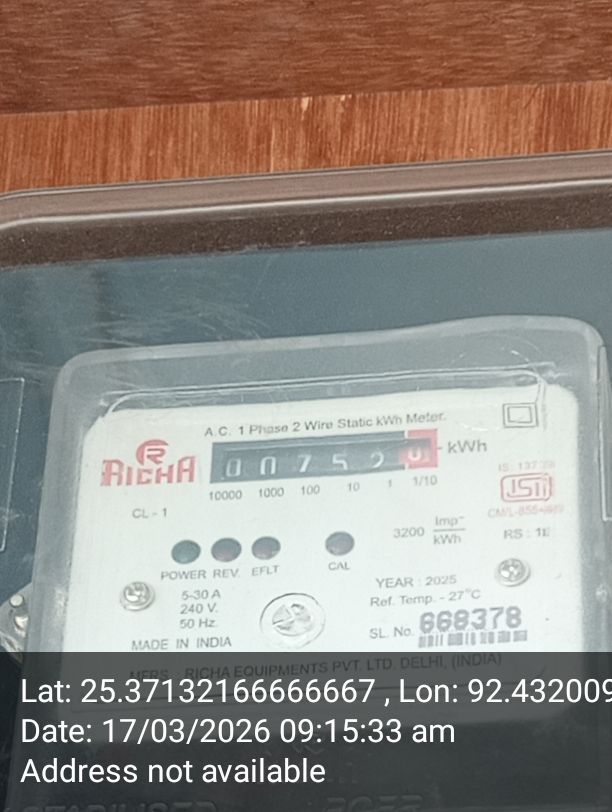 A.C. 1 Phase 2 Wire Static kWh Meter.
R
RICHA
0 0 7 5 2 0 kWh
10000 1000 100 10 1 1/10
ISI
CL - 1
3200 Imp/kWh
POWER REV. EFLT CAL
5-30 A
240 V.
50 Hz.
YEAR : 2025
Ref. Temp. - 27°C
SL. No. 668378
MADE IN INDIA
MFRS. RICHA EQUIPMENTS PVT. LTD. DELHI, (INDIA)
Lat: 25.37132166666667 , Lon: 92.432009
Date: 17/03/2026 09:15:33 am
Address not available